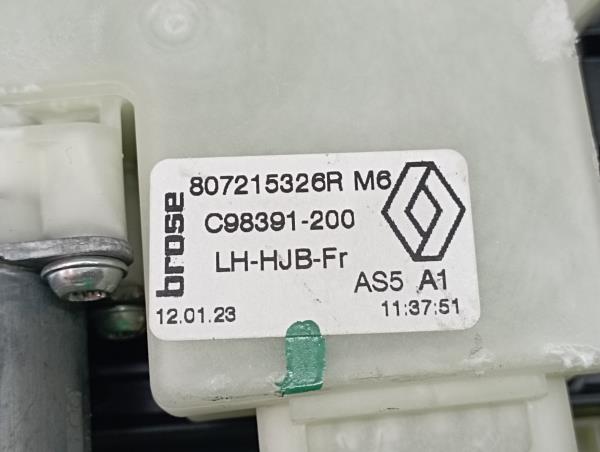 brose
807215326R M6
C98391-200
LH-HJB-Fr
AS5 A1
12.01.23 11:37:51